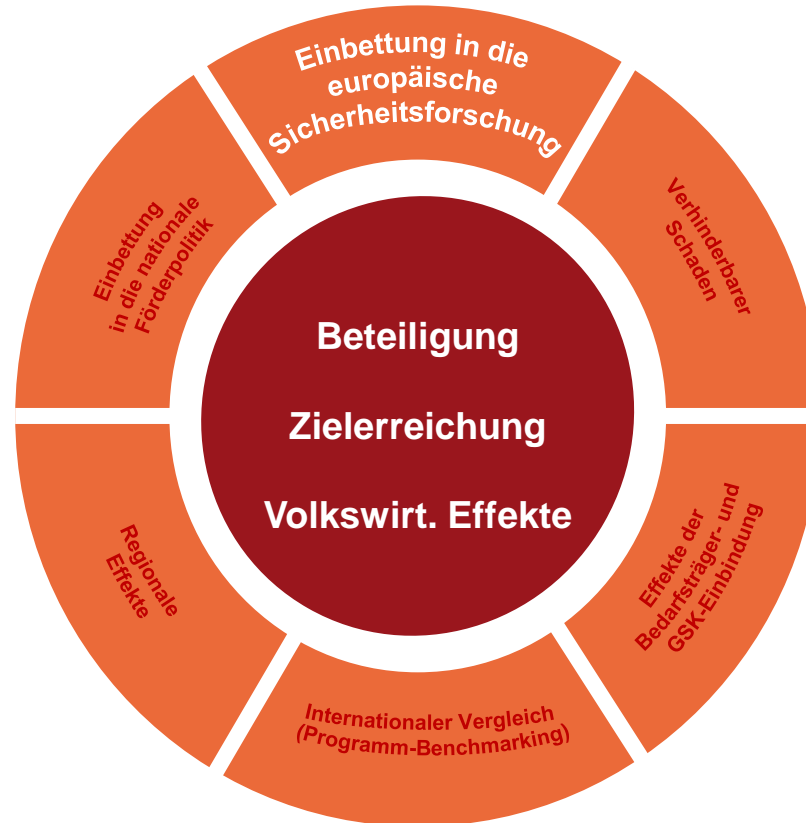 Einbettung in die
europäische
Sicherheitsforschung
Verhinderbarer
Schaden
Effekte der
Bedarfsträger- und
GSK-Einbindung
Internationaler Vergleich
(Programm-Benchmarking)
Regionale
Effekte
Einbettung
in die nationale
Förderpolitik
Beteiligung
Zielerreichung
Volkswirt. Effekte